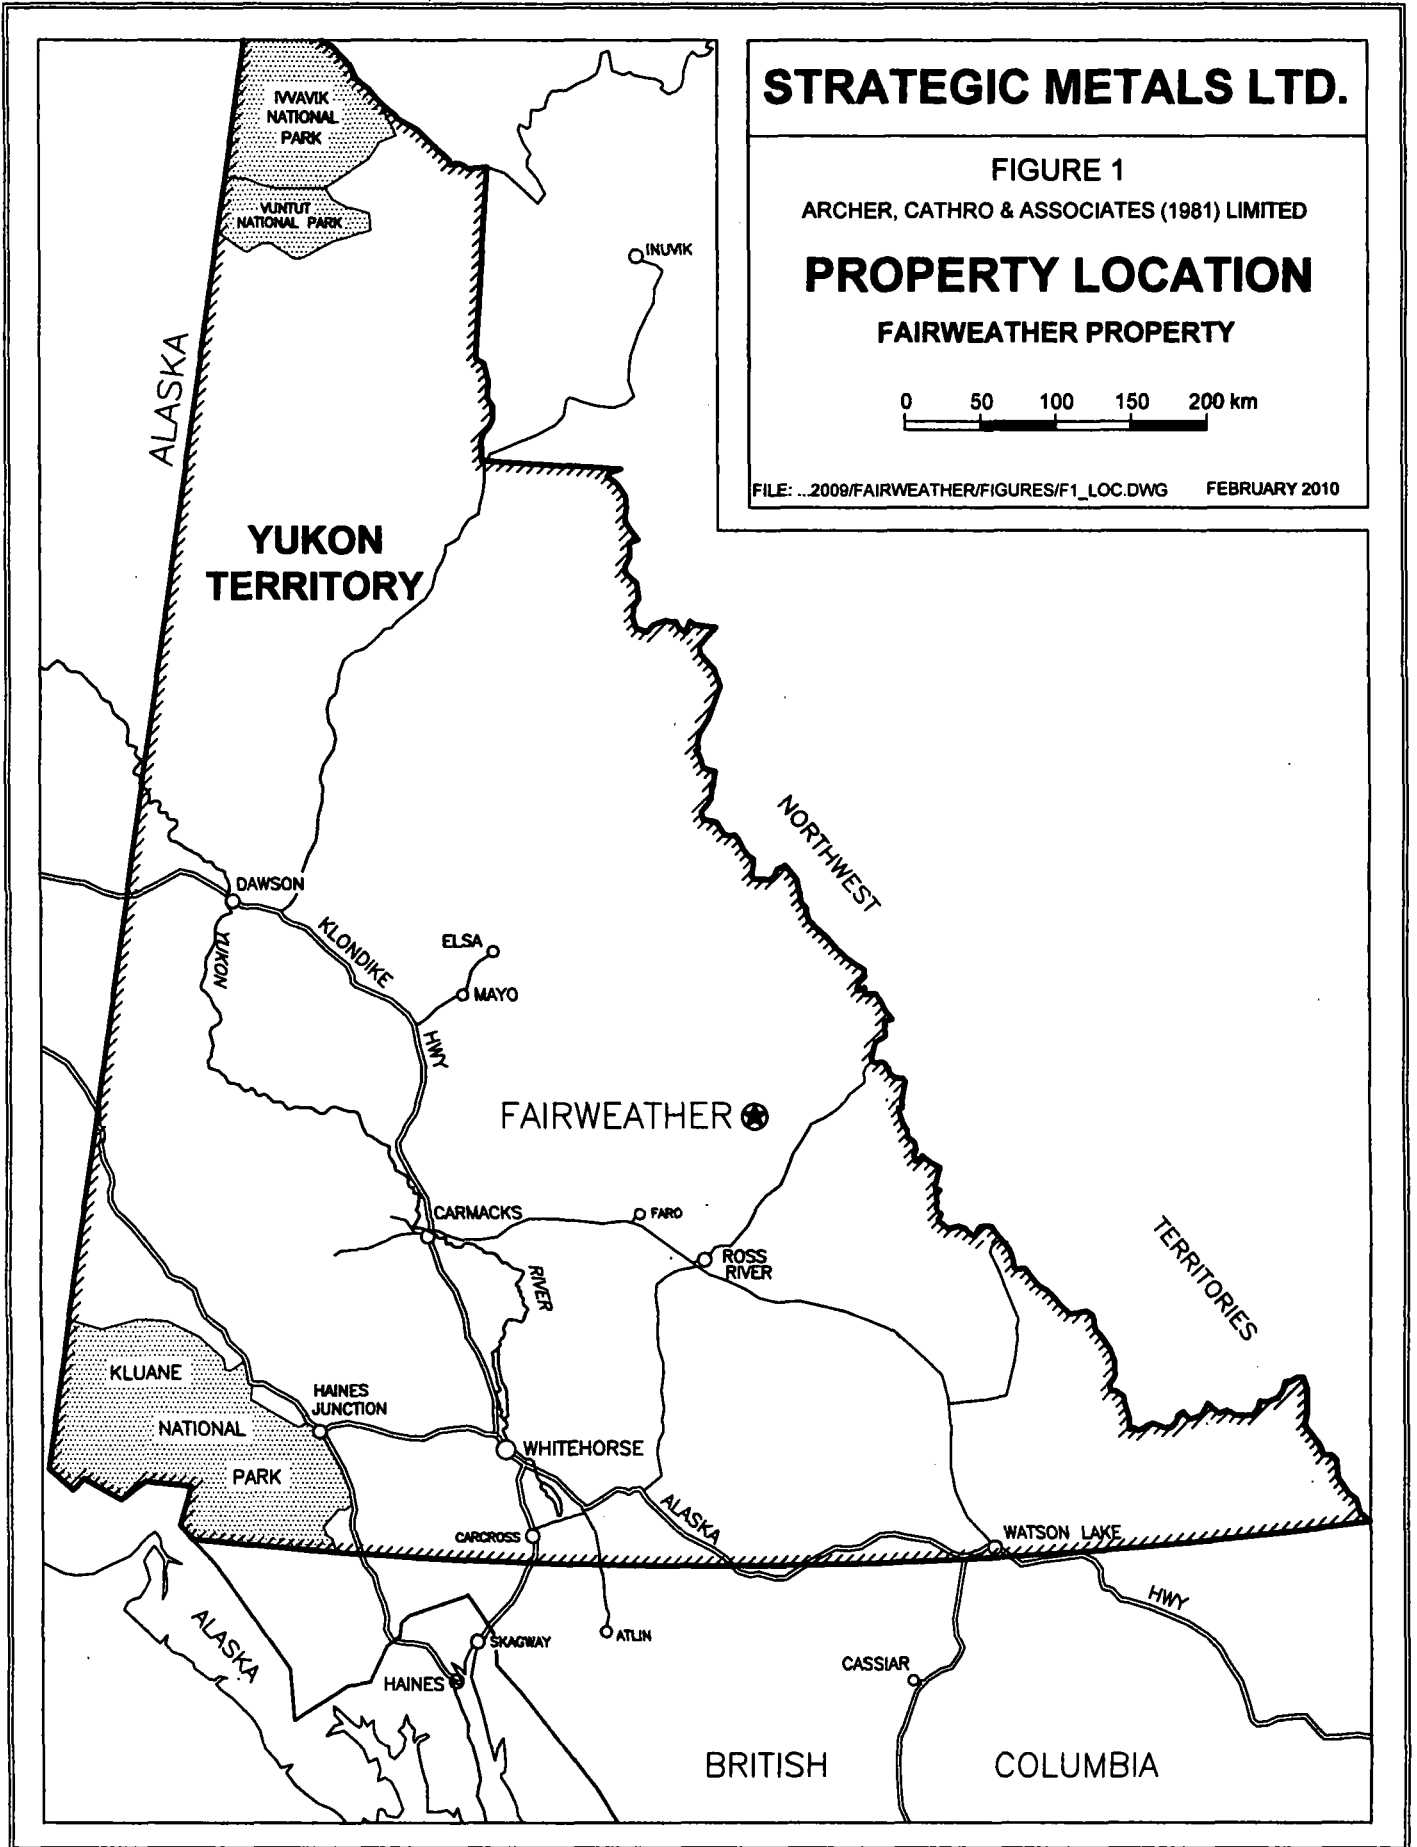 STRATEGIC METALS LTD.
FIGURE 1
ARCHER, CATHRO & ASSOCIATES (1981) LIMITED
PROPERTY LOCATION
FAIRWEATHER PROPERTY
0 50 100 150 200 km
FILE: ...2009/FAIRWEATHER/FIGURES/F1_LOC.DWG FEBRUARY 2010
IVVAVIK
NATIONAL
PARK
VUNTUT
NATIONAL PARK
INUVIK
ALASKA
YUKON
TERRITORY
NORTHWEST
DAWSON
YUKON
KLONDIKE
ELSA
MAYO
HWY
FAIRWEATHER
CARMACKS
FARO
ROSS
RIVER
RIVER
TERRITORIES
KLUANE
NATIONAL
PARK
HAINES
JUNCTION
WHITEHORSE
ALASKA
CARCROSS
WATSON LAKE
HWY
ALASKA
SKAGWAY
ATLIN
HAINES
CASSIAR
BRITISH COLUMBIA